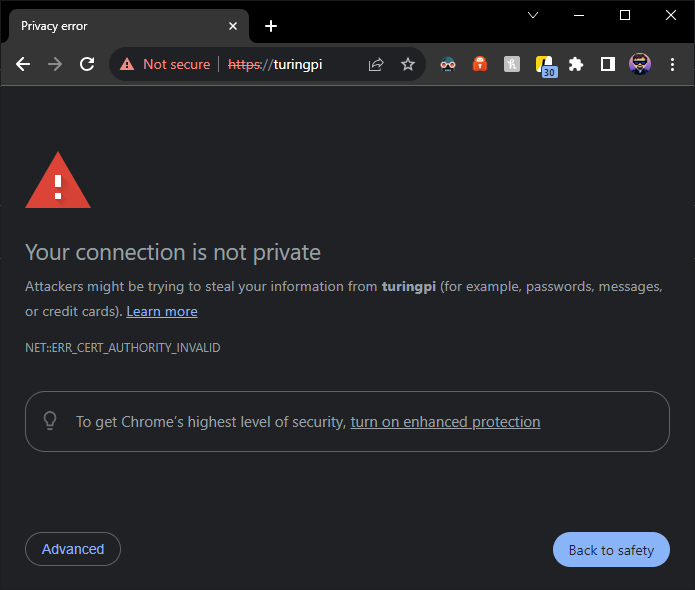 Privacy error
Not secure https://turingpi
30
Your connection is not private
Attackers might be trying to steal your information from turingpi (for example, passwords, messages,
or credit cards). Learn more
NET::ERR_CERT_AUTHORITY_INVALID
To get Chrome's highest level of security, turn on enhanced protection
Advanced
Back to safety